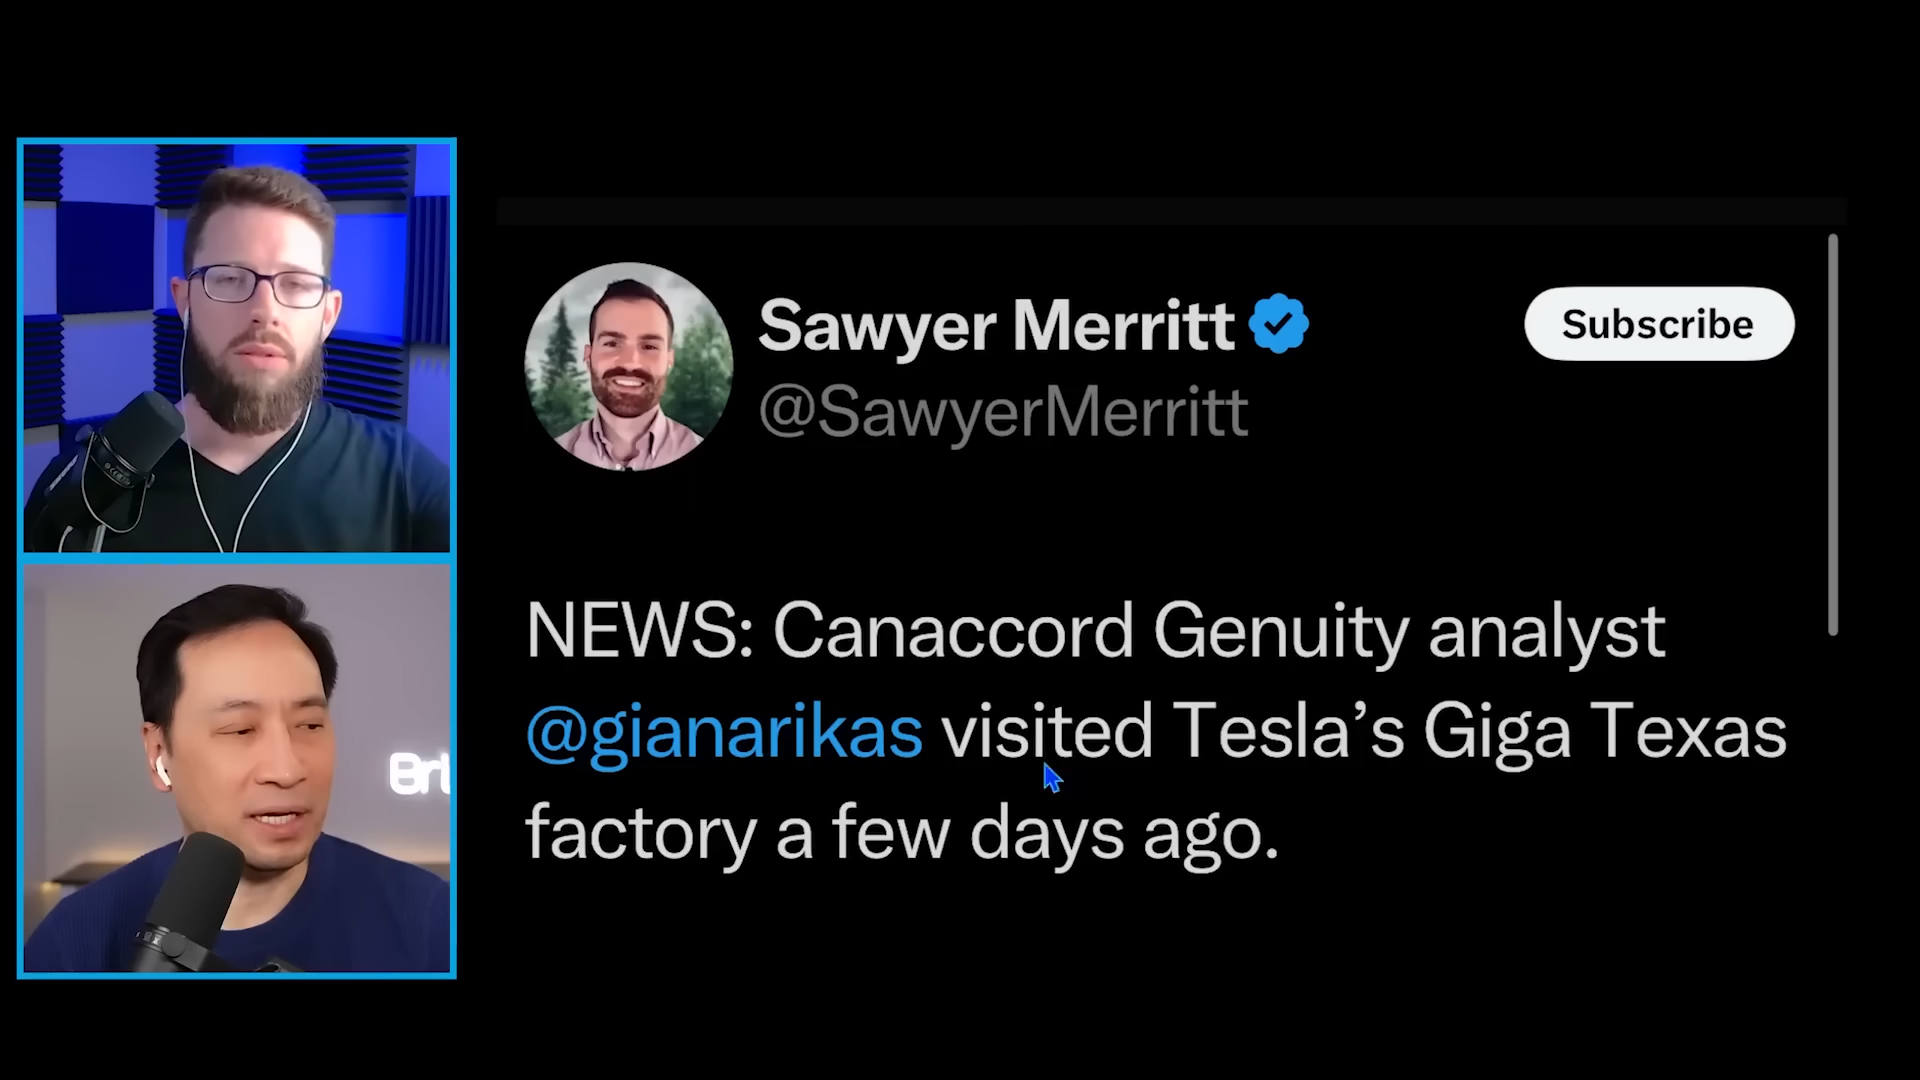 Sawyer Merritt
@SawyerMerritt
Subscribe
NEWS: Canaccord Genuity analyst
@gianarikas visited Tesla’s Giga Texas
factory a few days ago.